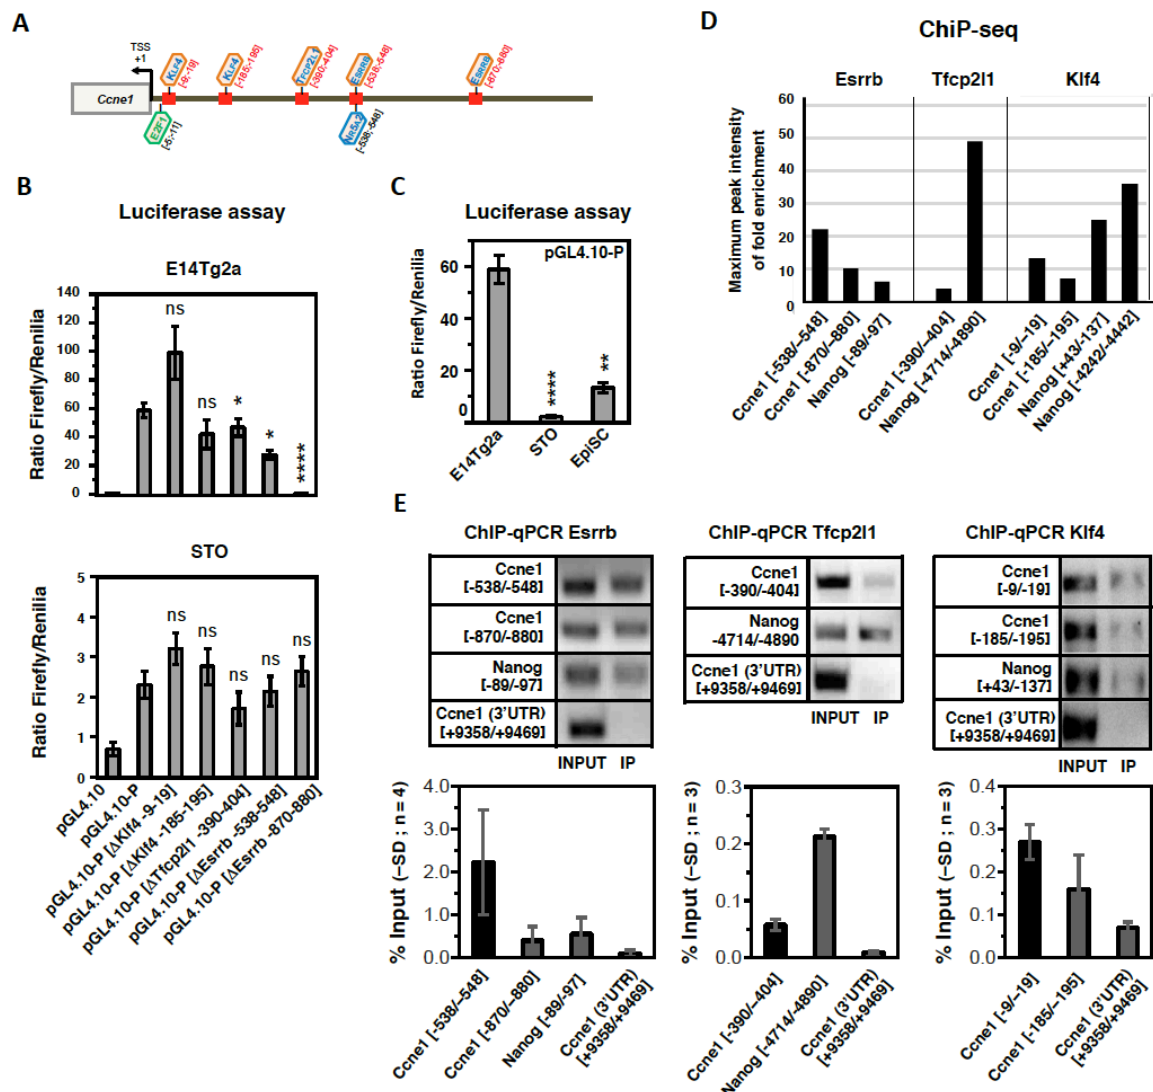 A
TSS
+1
Ccne1
KLF4
[-9;-19]
KLF4
[-185;-195]
TFCP2L1
[-390;-404]
ESRRB
[-538;-548]
ESRRB
[-870;-880]
E2F1
[-5;-11]
NR5A2
[-538;-548]
B
Luciferase assay
E14Tg2a
Ratio Firefly/Renilia
140
120
100
80
60
40
20
0
ns
ns
*
*
****
STO
Ratio Firefly/Renilia
5
4
3
2
1
0
ns
ns
ns
ns
ns
pGL4.10
pGL4.10-P
pGL4.10-P [ΔKlf4 -9-19]
pGL4.10-P [ΔKlf4 -185-195]
pGL4.10-P [ΔTfcp2l1 -390-404]
pGL4.10-P [ΔEsrrb -538-548]
pGL4.10-P [ΔEsrrb -870-880]
C
Luciferase assay
pGL4.10-P
Ratio Firefly/Renilia
60
40
20
0
****
**
E14Tg2a
STO
EpiSC
D
ChiP-seq
Esrrb
Tfcp2l1
Klf4
Maximum peak intensity
of fold enrichment
60
50
40
30
20
10
0
Ccne1 [-538/-548]
Ccne1 [-870/-880]
Nanog [-89/-97]
Ccne1 [-390/-404]
Nanog [-4714/-4890]
Ccne1 [-9/-19]
Ccne1 [-185/-195]
Nanog [+43/-137]
Nanog [-4242/-4442]
E
ChIP-qPCR Esrrb
Ccne1
[-538/-548]
Ccne1
[-870/-880]
Nanog
[-89/-97]
Ccne1 (3'UTR)
[+9358/+9469]
INPUT IP
% Input (–SD ; n = 4)
4.0
3.0
2.0
1.0
0.0
Ccne1 [-538/-548]
Ccne1 [-870/-880]
Nanog [-89/-97]
Ccne1 (3'UTR)
[+9358/+9469]
ChIP-qPCR Tfcp2l1
Ccne1
[-390/-404]
Nanog
-4714/-4890
Ccne1 (3'UTR)
[+9358/+9469]
INPUT IP
% Input (–SD ; n = 3)
0.3
0.2
0.1
0.0
Ccne1 [-390/-404]
Nanog [-4714/-4890]
Ccne1 (3'UTR)
[+9358/+9469]
ChIP-qPCR Klf4
Ccne1
[-9/-19]
Ccne1
[-185/-195]
Nanog
[+43/-137]
Ccne1 (3'UTR)
[+9358/+9469]
INPUT IP
% Input (–SD ; n = 3)
0.4
0.3
0.2
0.1
0.0
Ccne1 [-9/-19]
Ccne1 [-185/-195]
Ccne1 (3'UTR)
[+9358/+9469]